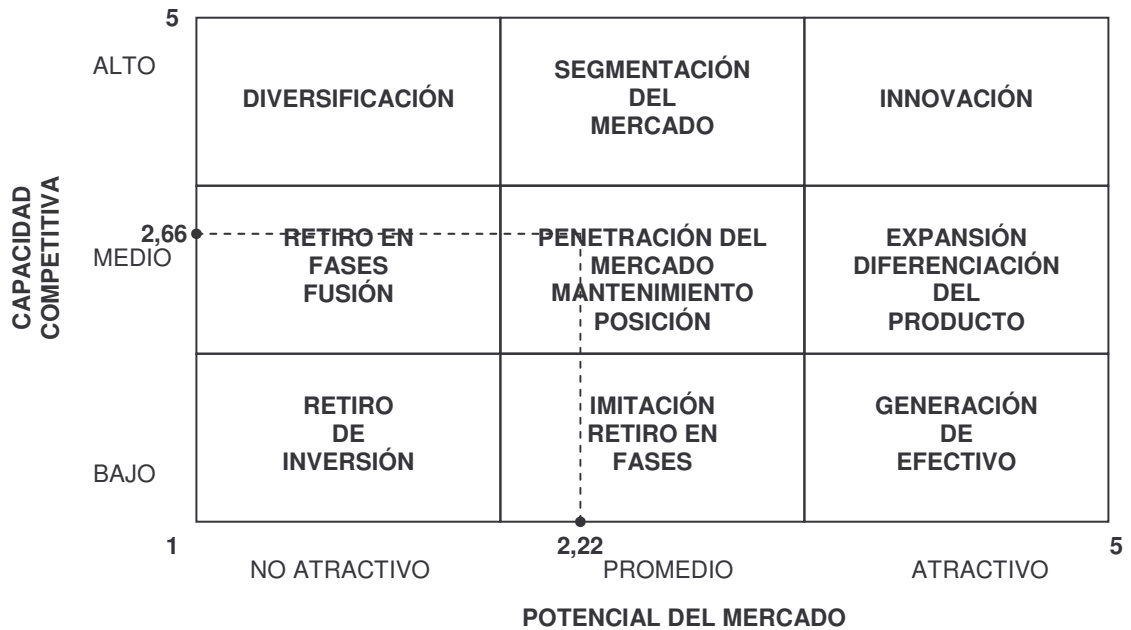 5
ALTO
DIVERSIFICACIÓN
SEGMENTACIÓN
DEL
MERCADO
INNOVACIÓN
CAPACIDAD
COMPETITIVA
2,66
MEDIO
RETIRO EN
FASES
FUSIÓN
PENETRACIÓN DEL
MERCADO
MANTENIMIENTO
POSICIÓN
EXPANSIÓN
DIFERENCIACIÓN
DEL
PRODUCTO
BAJO
RETIRO
DE
INVERSIÓN
IMITACIÓN
RETIRO EN
FASES
GENERACIÓN
DE
EFECTIVO
1
2,22
5
NO ATRACTIVO
PROMEDIO
ATRACTIVO
POTENCIAL DEL MERCADO